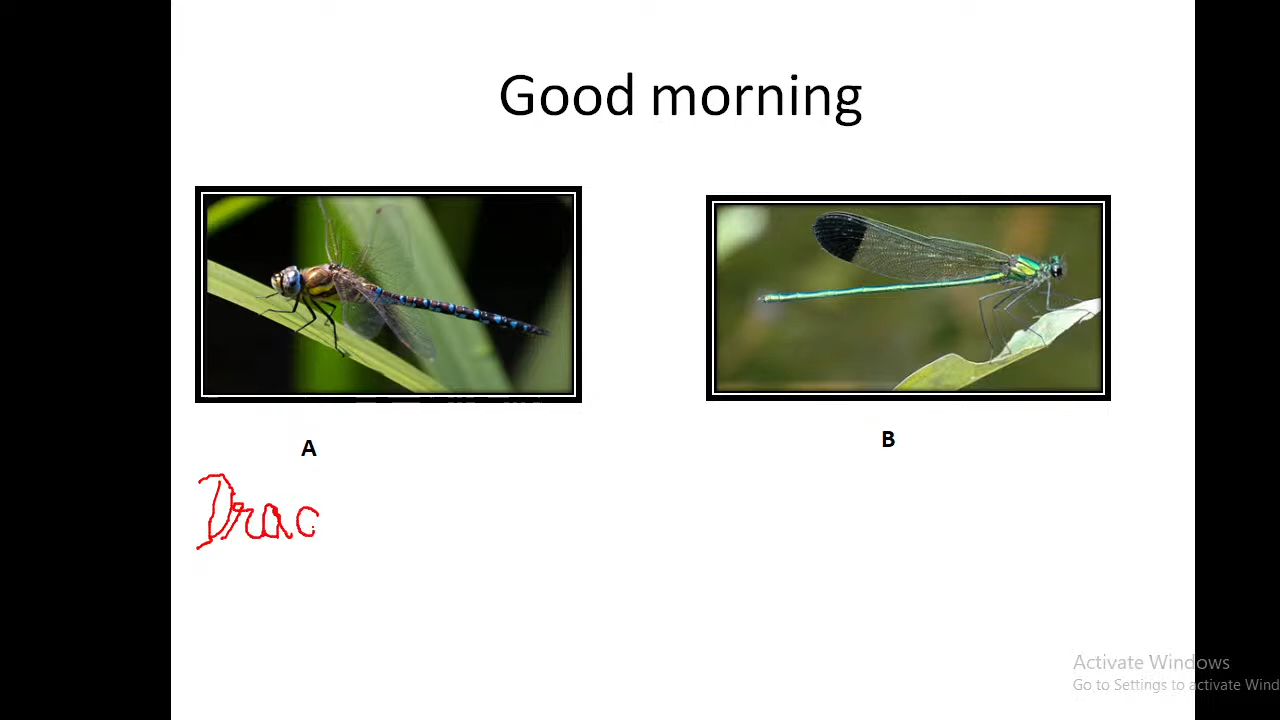 Good morning
A
B
Drac
Activate Windows
Go to Settings to activate Wind